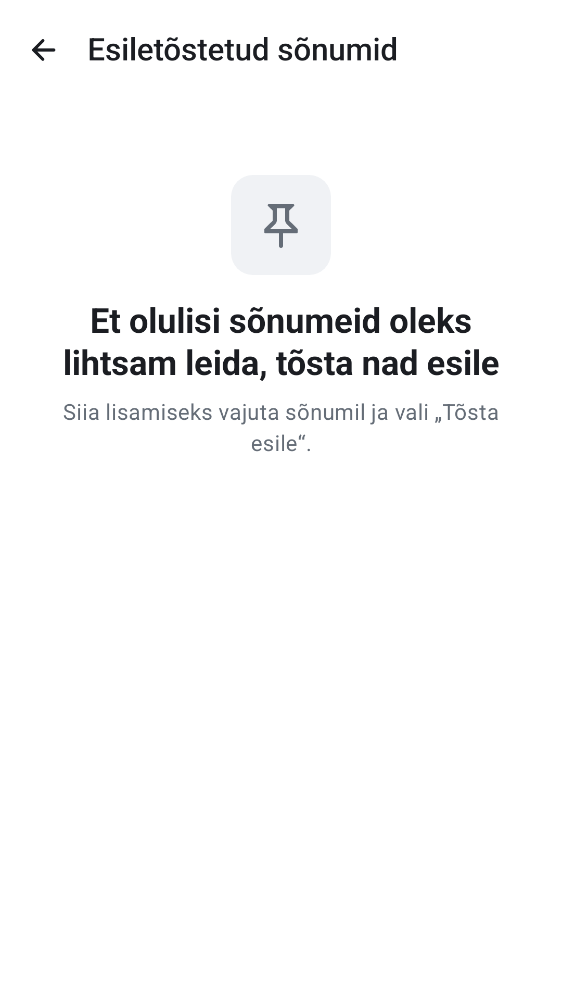 Esiletõstetud sõnumid
Et olulisi sõnumeid oleks
lihtsam leida, tõsta nad esile
Siia lisamiseks vajuta sõnumil ja vali „Tõsta
esile“.